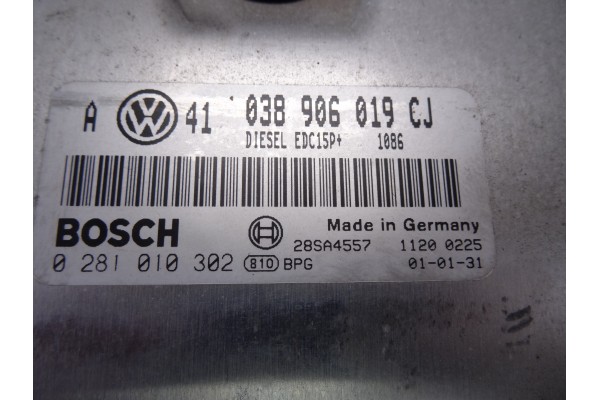 A VW 41 038 906 019 CJ
DIESEL EDC15P+ 1086
BOSCH Made in Germany
28SA4557 1120 0225
0 281 010 302 810 BPG 01-01-31